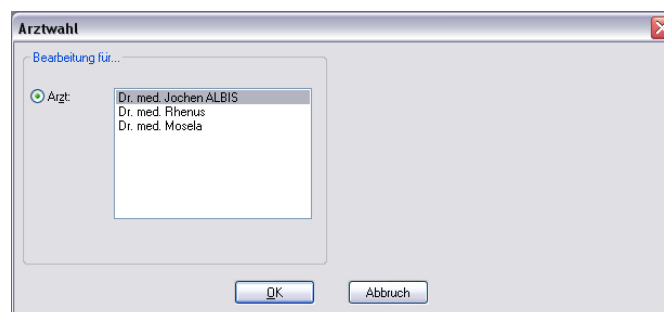 Arztwahl
Bearbeitung für...
Arzt:
Dr. med. Jochen ALBIS
Dr. med. Rhenus
Dr. med. Mosela
OK
Abbruch